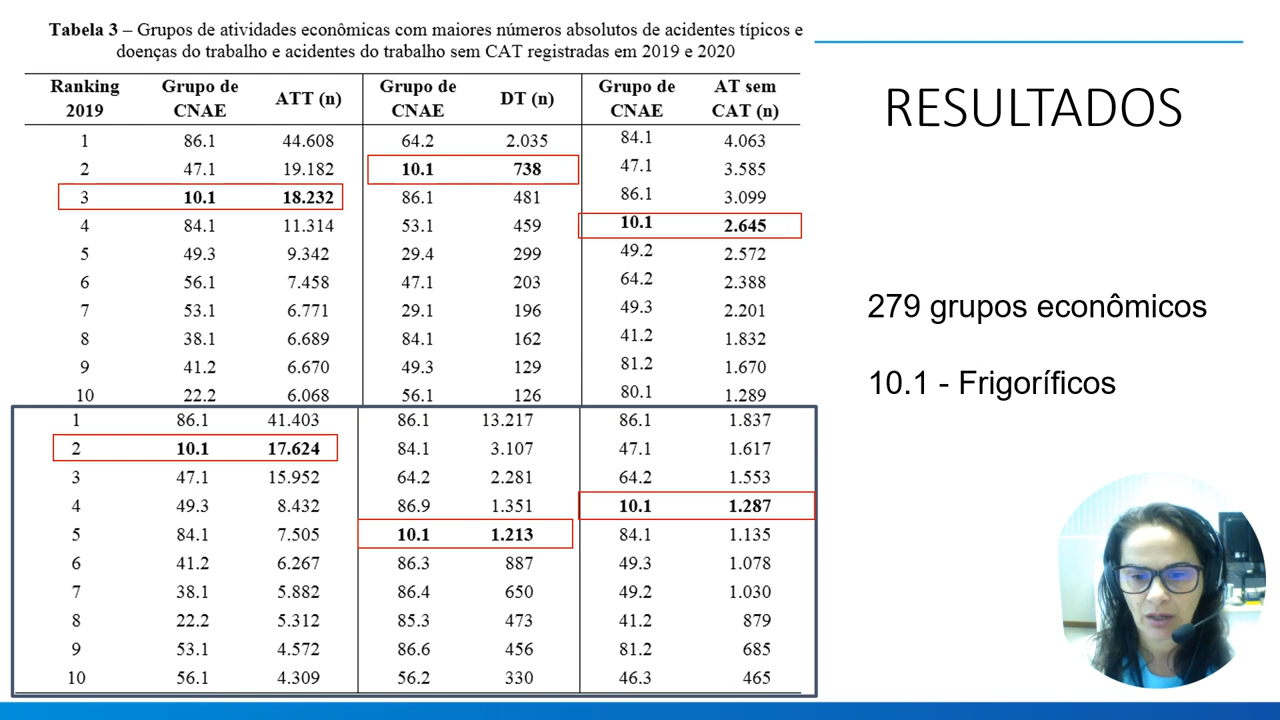 Tabela 3 – Grupos de atividades econômicas com maiores números absolutos de acidentes típicos e
doenças do trabalho e acidentes do trabalho sem CAT registradas em 2019 e 2020
Ranking 2019 Grupo de CNAE ATT (n) Grupo de CNAE DT (n) Grupo de CNAE AT sem CAT (n)
1 86.1 44.608 64.2 2.035 84.1 4.063
2 47.1 19.182 10.1 738 47.1 3.585
3 10.1 18.232 86.1 481 86.1 3.099
4 84.1 11.314 53.1 459 10.1 2.645
5 49.3 9.342 29.4 299 49.2 2.572
6 56.1 7.458 47.1 203 64.2 2.388
7 53.1 6.771 29.1 196 49.3 2.201
8 38.1 6.689 84.1 162 41.2 1.832
9 41.2 6.670 49.3 129 81.2 1.670
10 22.2 6.068 56.1 126 80.1 1.289
1 86.1 41.403 86.1 13.217 86.1 1.837
2 10.1 17.624 84.1 3.107 47.1 1.617
3 47.1 15.952 64.2 2.281 64.2 1.553
4 49.3 8.432 86.9 1.351 10.1 1.287
5 84.1 7.505 10.1 1.213 84.1 1.135
6 41.2 6.267 86.3 887 49.3 1.078
7 38.1 5.882 86.4 650 49.2 1.030
8 22.2 5.312 85.3 473 41.2 879
9 53.1 4.572 86.6 456 81.2 685
10 56.1 4.309 56.2 330 46.3 465
RESULTADOS
279 grupos econômicos
10.1 - Frigoríficos